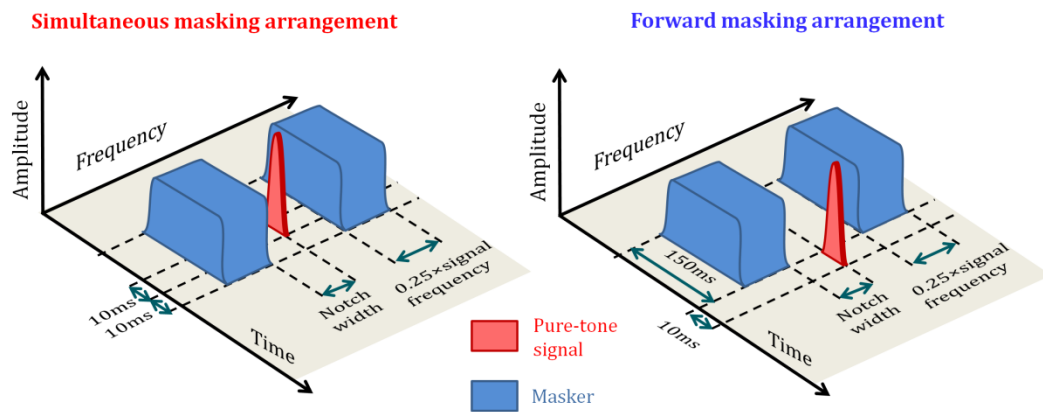 Simultaneous masking arrangement
Amplitude
Frequency
10ms
10ms
Time
Notch
width
0.25×signal
frequency
Forward masking arrangement
Amplitude
Frequency
150ms
10ms
Time
Notch
width
0.25×signal
frequency
Pure-tone
signal
Masker